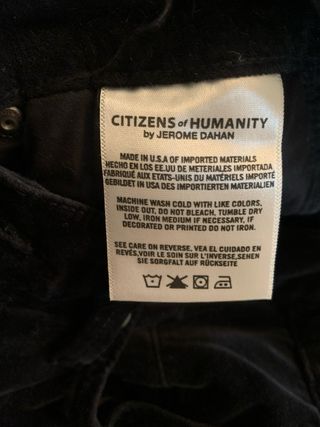 CITIZENS of HUMANITY
by JEROME DAHAN
MADE IN U.S.A OF IMPORTED MATERIALS
HECHO EN LOS EE.UU DE METERIALES IMPORTADA
FABRIQUÉ AUX ETATS-UNIS DU MATÉRIELS IMPORTÉ
GEBILDET IN USA DES IMPORTIERTEN MATERIALIEN
MACHINE WASH COLD WITH LIKE COLORS,
INSIDE OUT, DO NOT BLEACH, TUMBLE DRY
LOW, IRON MEDIUM IF NECESSARY, IF
DECORATED OR PRINTED DO NOT IRON.
SEE CARE ON REVERSE. VEA EL CUIDADO EN
REVÉS.VOIR LE SOIN SUR L'INVERSE.SEHEN
SIE SORGFALT AUF RÜCKSEITE